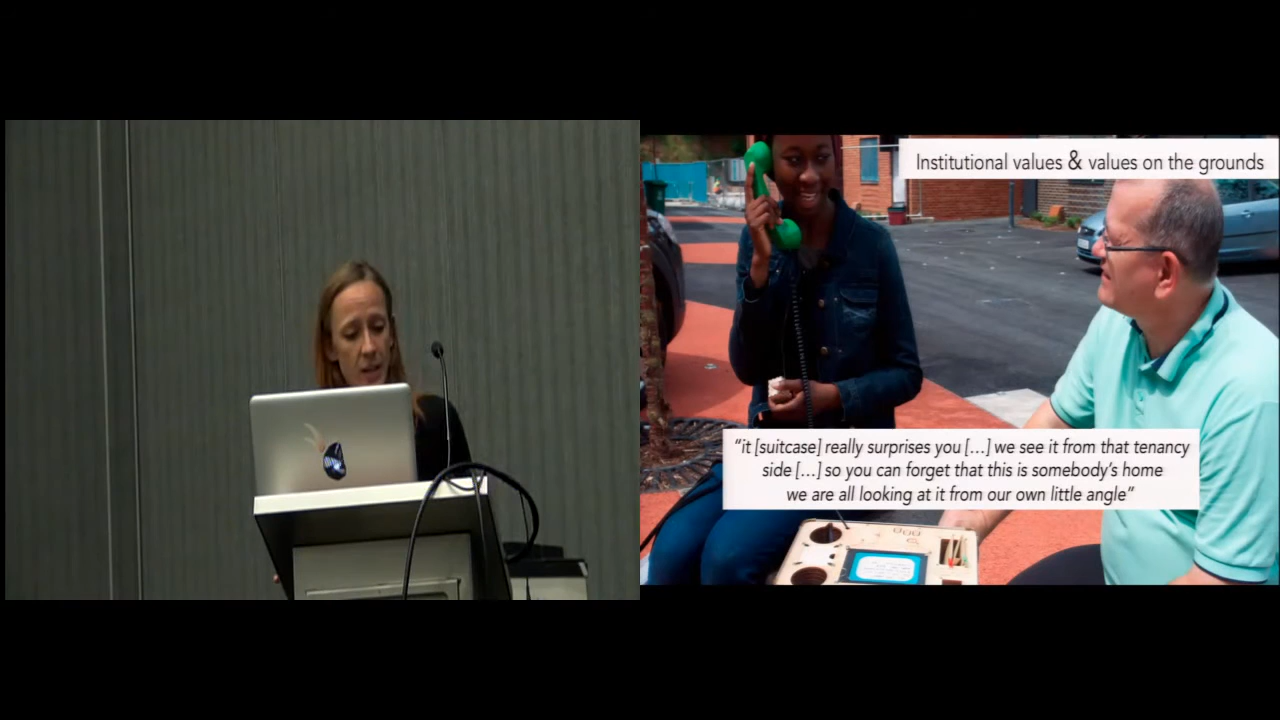 Institutional values & values on the grounds
“it [suitcase] really surprises you [...] we see it from that tenancy
side [...] so you can forget that this is somebody’s home
we are all looking at it from our own little angle”